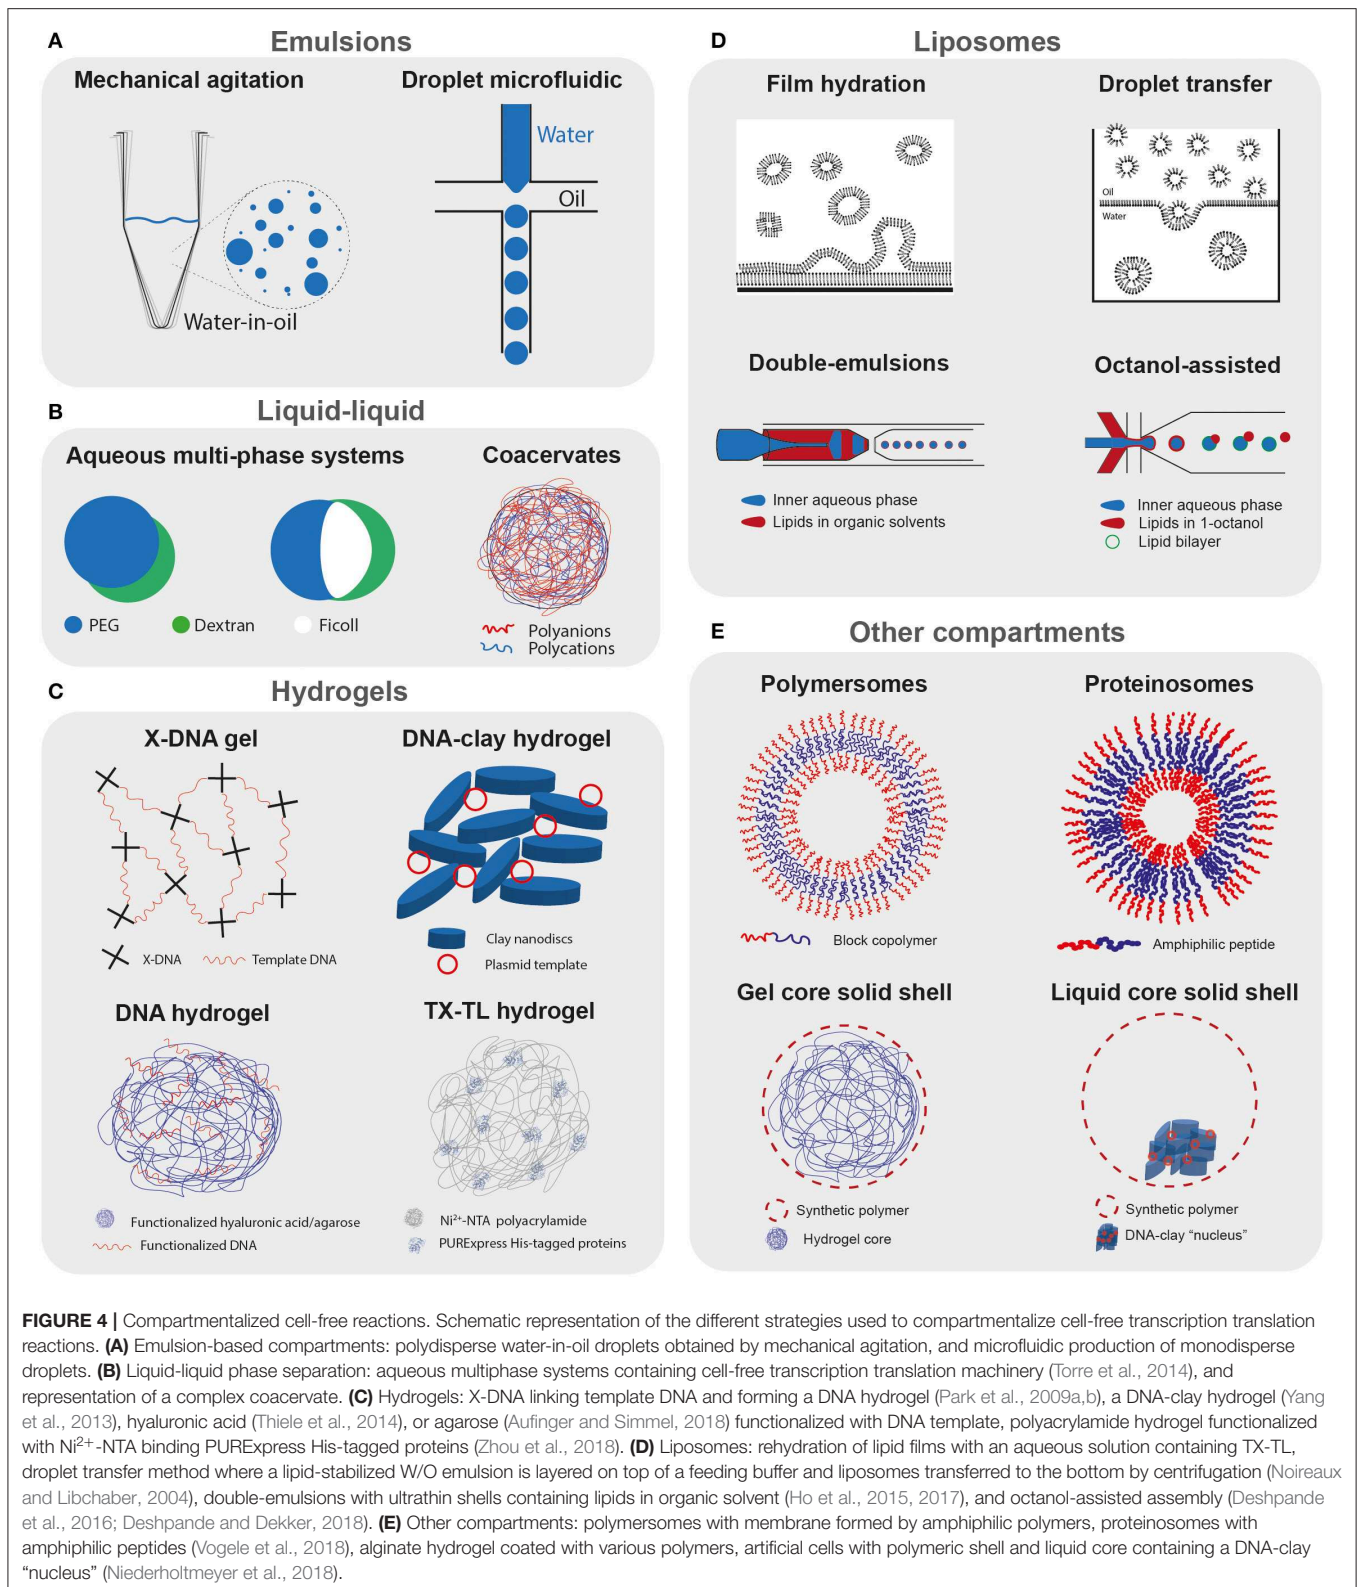 A
Emulsions
Mechanical agitation
Droplet microfluidic
Water
Oil
Water-in-oil
B
Liquid-liquid
Aqueous multi-phase systems
Coacervates
PEG
Dextran
Ficoll
Polyanions
Polycations
C
Hydrogels
X-DNA gel
DNA-clay hydrogel
X-DNA
Template DNA
Clay nanodiscs
Plasmid template
DNA hydrogel
TX-TL hydrogel
Functionalized hyaluronic acid/agarose
Functionalized DNA
Ni²⁺-NTA polyacrylamide
PURExpress His-tagged proteins
D
Liposomes
Film hydration
Droplet transfer
Oil
Water
Double-emulsions
Octanol-assisted
Inner aqueous phase
Lipids in organic solvents
Inner aqueous phase
Lipids in 1-octanol
Lipid bilayer
E
Other compartments
Polymersomes
Proteinosomes
Block copolymer
Amphiphilic peptide
Gel core solid shell
Liquid core solid shell
Synthetic polymer
Hydrogel core
Synthetic polymer
DNA-clay “nucleus”
FIGURE 4 | Compartmentalized cell-free reactions. Schematic representation of the different strategies used to compartmentalize cell-free transcription translation
reactions. (A) Emulsion-based compartments: polydisperse water-in-oil droplets obtained by mechanical agitation, and microfluidic production of monodisperse
droplets. (B) Liquid-liquid phase separation: aqueous multiphase systems containing cell-free transcription translation machinery (Torre et al., 2014), and
representation of a complex coacervate. (C) Hydrogels: X-DNA linking template DNA and forming a DNA hydrogel (Park et al., 2009a,b), a DNA-clay hydrogel (Yang
et al., 2013), hyaluronic acid (Thiele et al., 2014), or agarose (Aufinger and Simmel, 2018) functionalized with DNA template, polyacrylamide hydrogel functionalized
with Ni²⁺-NTA binding PURExpress His-tagged proteins (Zhou et al., 2018). (D) Liposomes: rehydration of lipid films with an aqueous solution containing TX-TL,
droplet transfer method where a lipid-stabilized W/O emulsion is layered on top of a feeding buffer and liposomes transferred to the bottom by centrifugation (Noireaux
and Libchaber, 2004), double-emulsions with ultrathin shells containing lipids in organic solvent (Ho et al., 2015, 2017), and octanol-assisted assembly (Deshpande
et al., 2016; Deshpande and Dekker, 2018). (E) Other compartments: polymersomes with membrane formed by amphiphilic polymers, proteinosomes with
amphiphilic peptides (Vogele et al., 2018), alginate hydrogel coated with various polymers, artificial cells with polymeric shell and liquid core containing a DNA-clay
“nucleus” (Niederholtmeyer et al., 2018).